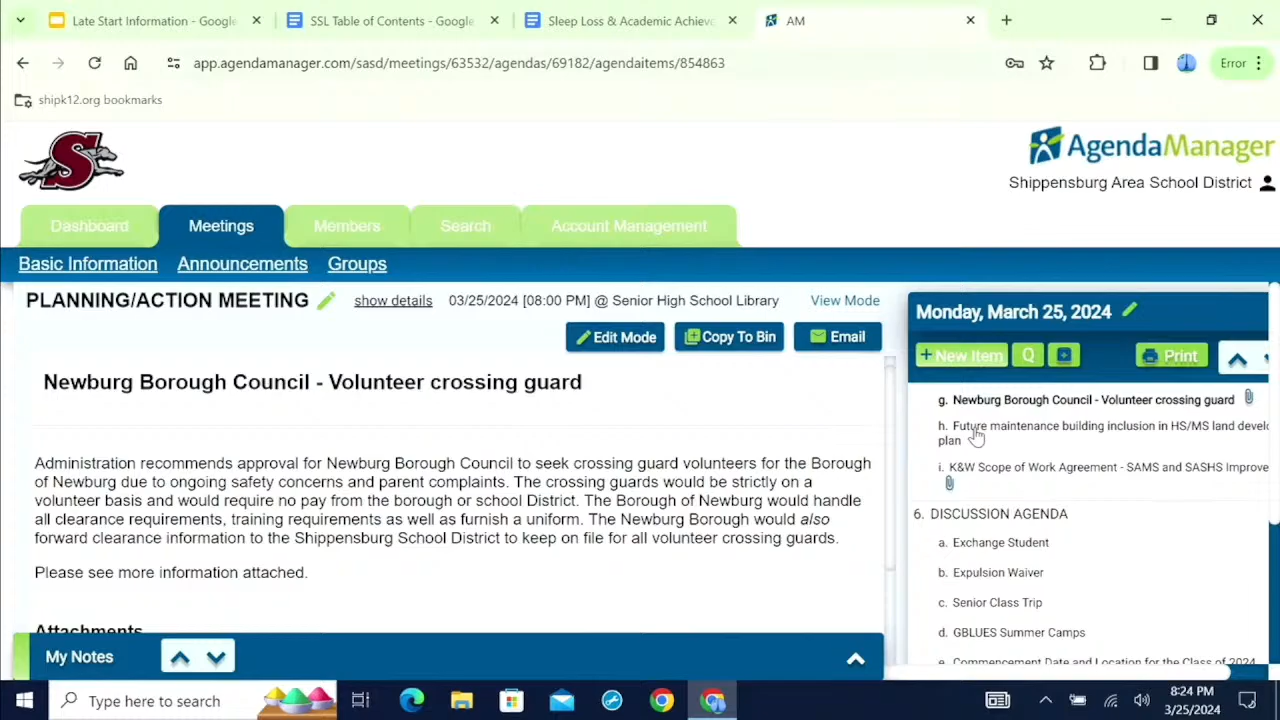 Late Start Information - Google
SSL Table of Contents - Google
Sleep Loss & Academic Achieve
AM
app.agendamanager.com/sasd/meetings/63532/agendas/69182/agendaitems/854863
Error
shipk12.org bookmarks
S
AgendaManager
Shippensburg Area School District
Dashboard
Meetings
Members
Search
Account Management
Basic Information
Announcements
Groups
PLANNING/ACTION MEETING
show details
03/25/2024 [08:00 PM] @ Senior High School Library
View Mode
Edit Mode
Copy To Bin
Email
Newburg Borough Council - Volunteer crossing guard
Administration recommends approval for Newburg Borough Council to seek crossing guard volunteers for the Borough
of Newburg due to ongoing safety concerns and parent complaints. The crossing guards would be strictly on a
volunteer basis and would require no pay from the borough or school District. The Borough of Newburg would handle
all clearance requirements, training requirements as well as furnish a uniform. The Newburg Borough would also
forward clearance information to the Shippensburg School District to keep on file for all volunteer crossing guards.
Please see more information attached.
Attachments
My Notes
Monday, March 25, 2024
+ New Item
Q
Print
g. Newburg Borough Council - Volunteer crossing guard
h. Future maintenance building inclusion in HS/MS land develo
plan
i. K&W Scope of Work Agreement - SAMS and SASHS Improve
6. DISCUSSION AGENDA
a. Exchange Student
b. Expulsion Waiver
c. Senior Class Trip
d. GBLUES Summer Camps
e. Commencement Date and Location for the Class of 2024
Type here to search
8:24 PM
3/25/2024